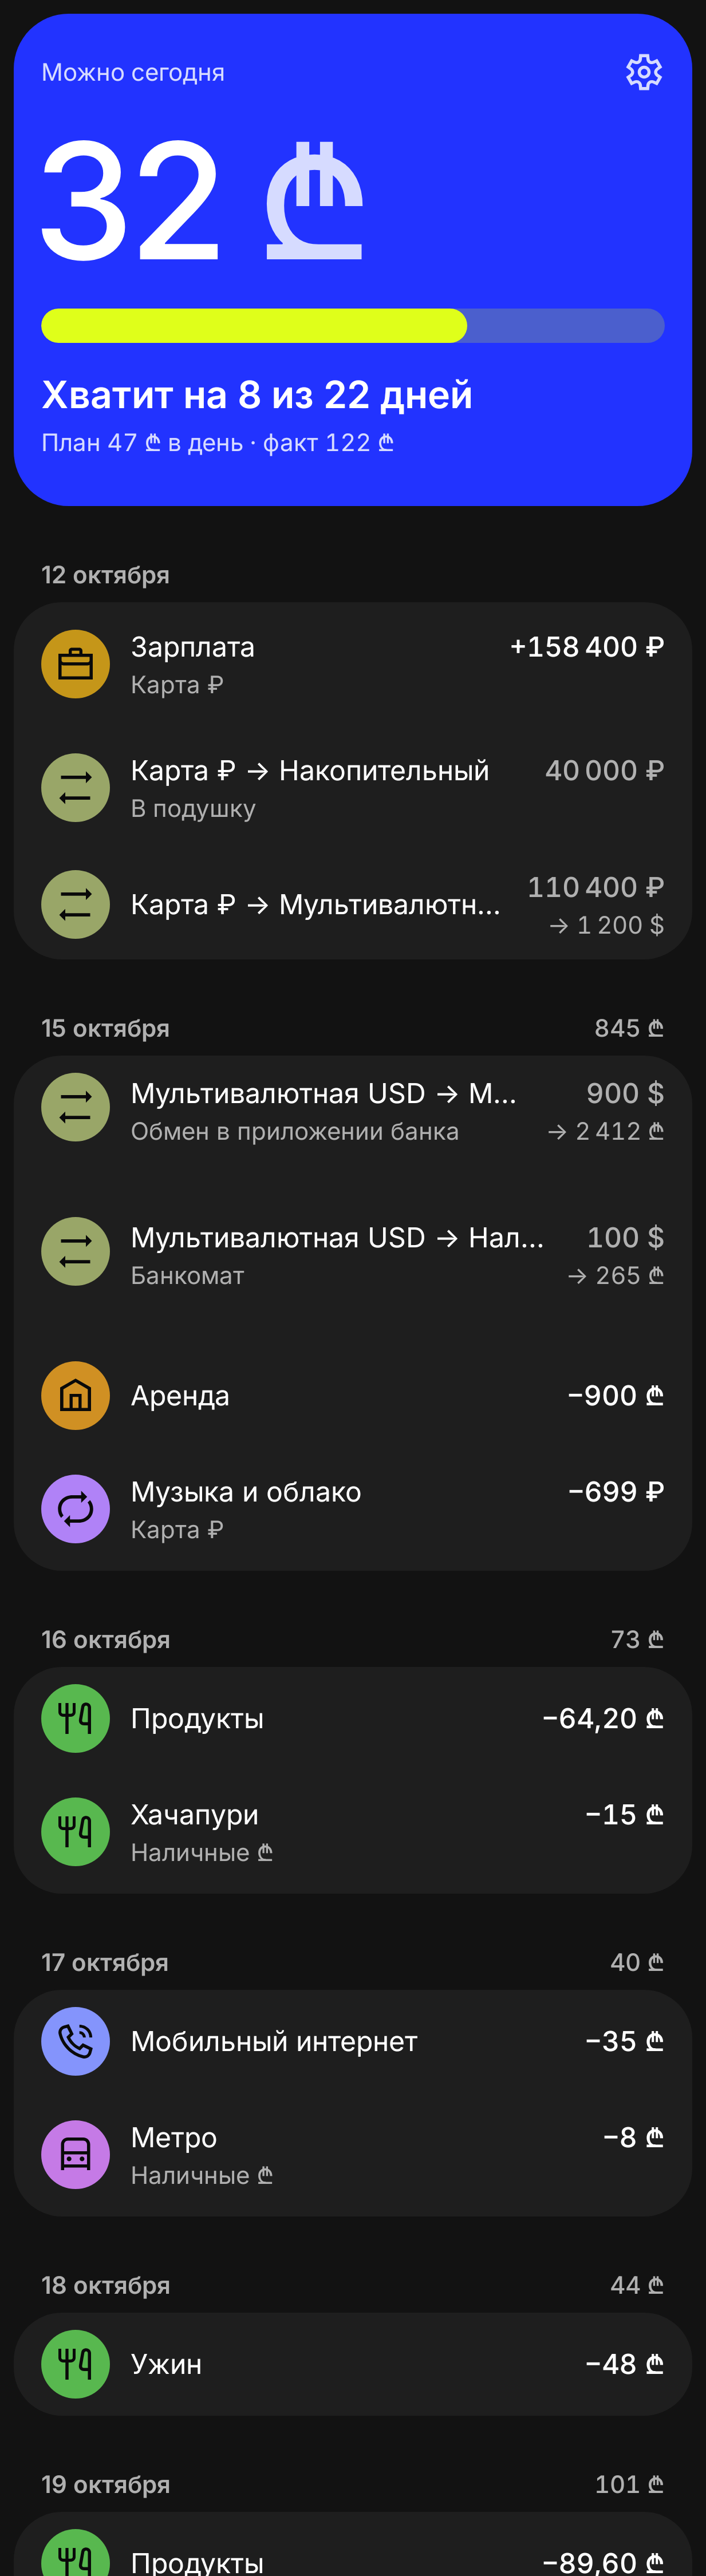 Можно сегодня
32 ₾
Хватит на 8 из 22 дней
План 47 ₾ в день · факт 122 ₾
12 октября
Зарплата
+158 400 ₽
Карта ₽
Карта ₽ → Накопительный
40 000 ₽
В подушку
Карта ₽ → Мультивалютн...
110 400 ₽
→ 1 200 $
15 октября
845 ₾
Мультивалютная USD → М...
900 $
Обмен в приложении банка
→ 2 412 ₾
Мультивалютная USD → Нал...
100 $
Банкомат
→ 265 ₾
Аренда
−900 ₾
Музыка и облако
−699 ₽
Карта ₽
16 октября
73 ₾
Продукты
−64,20 ₾
Хачапури
−15 ₾
Наличные ₾
17 октября
40 ₾
Мобильный интернет
−35 ₾
Метро
−8 ₾
Наличные ₾
18 октября
44 ₾
Ужин
−48 ₾
19 октября
101 ₾
Продукты
−89,60 ₾